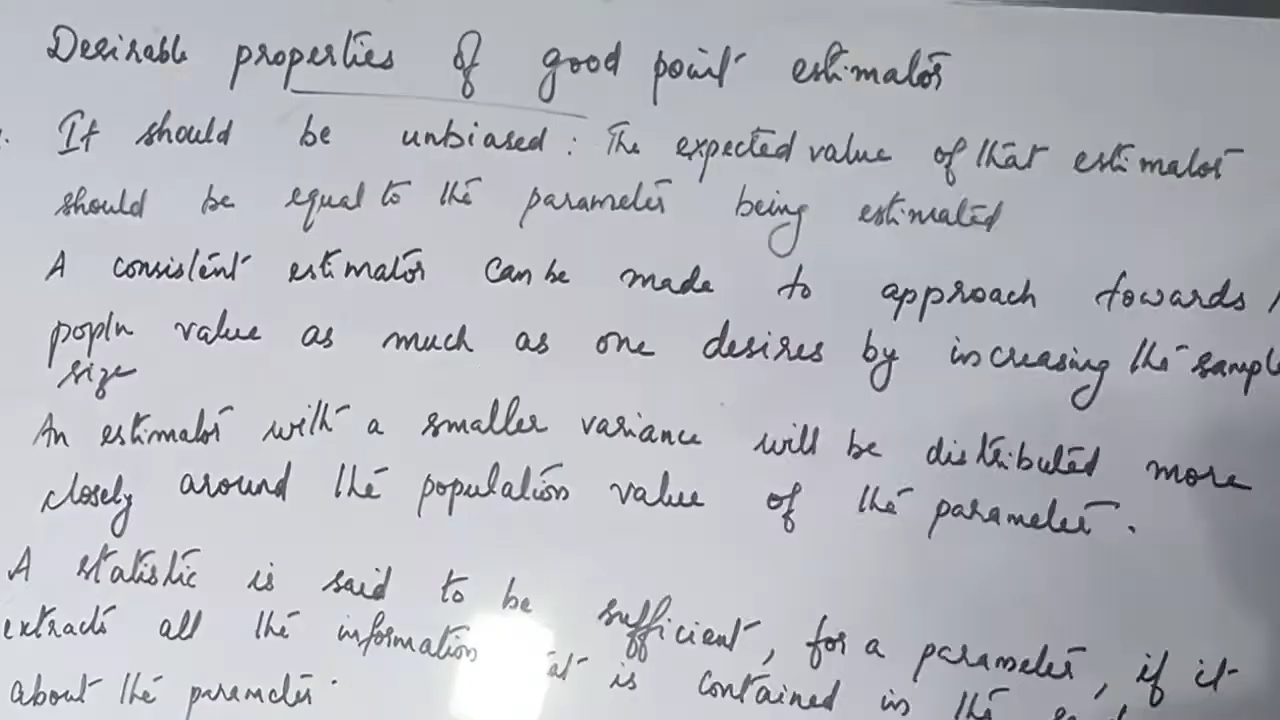 Desirable properties of good point estimator
It should be unbiased : The expected value of that estimator
should be equal to the parameter being estimated
A consistent estimator can be made to approach towards
popln value as much as one desires by increasing the sample
size
An estimator with a smaller variance will be distributed more
closely around the population value of the parameter.
A statistic is said to be sufficient, for a parameter, if it
extracts all the information is contained in the
about the parameter.